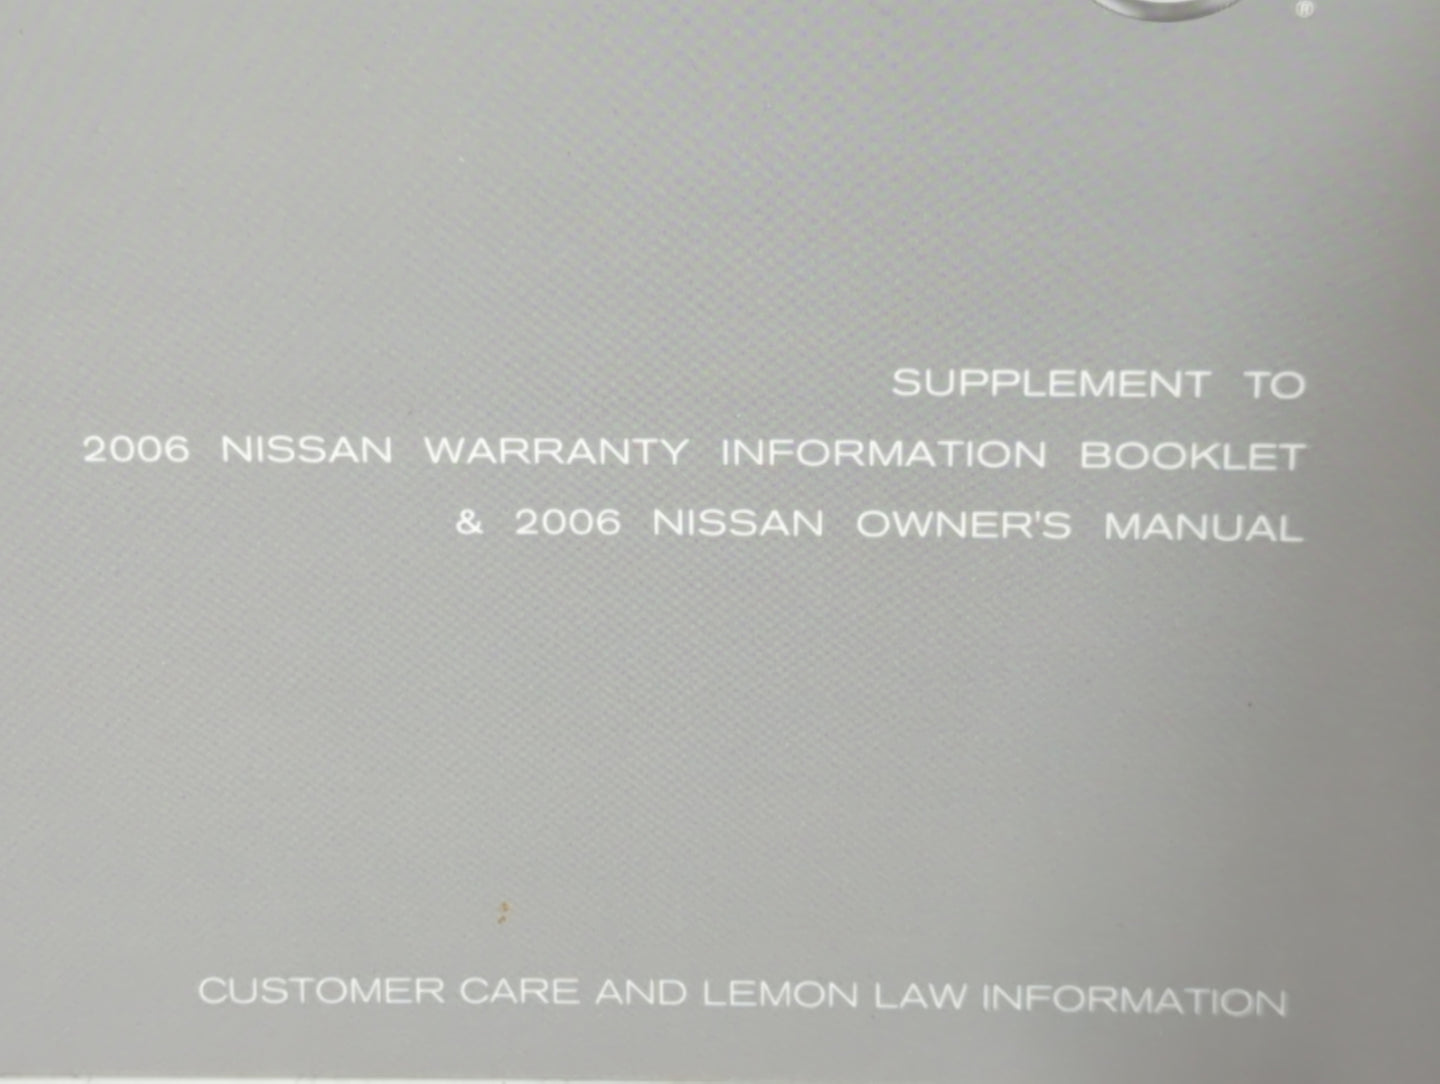 ®
SUPPLEMENT TO
2006 NISSAN WARRANTY INFORMATION BOOKLET
& 2006 NISSAN OWNER'S MANUAL
CUSTOMER CARE AND LEMON LAW INFORMATION